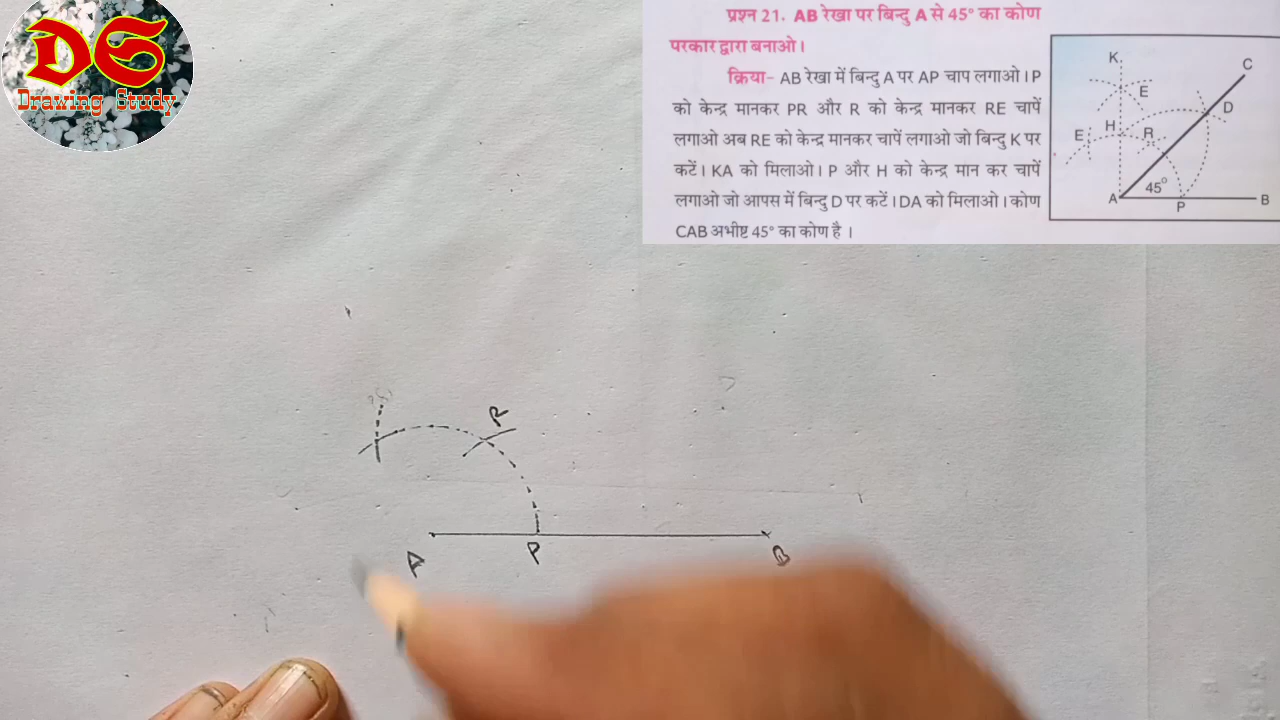 DS
Drawing Study
प्रश्न 21. AB रेखा पर बिन्दु A से 45° का कोण
परकार द्वारा बनाओ।
क्रिया- AB रेखा में बिन्दु A पर AP चाप लगाओ। P
को केन्द्र मानकर PR और R को केन्द्र मानकर RE चापें
लगाओ अब RE को केन्द्र मानकर चापें लगाओ जो बिन्दु K पर
कटें। KA को मिलाओ। P और H को केन्द्र मान कर चापें
लगाओ जो आपस में बिन्दु D पर कटें। DA को मिलाओ। कोण
CAB अभीष्ट 45° का कोण है ।
K
C
E
D
H
E
R
45°
A
P
B
R
A
P
B